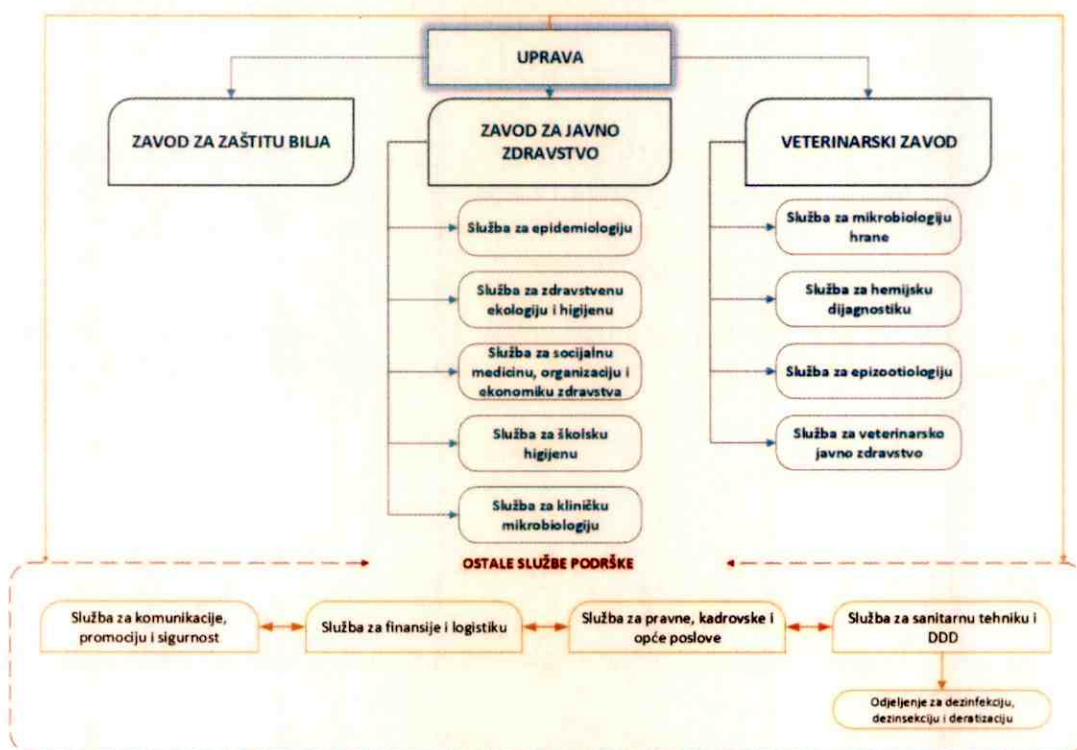 UPRAVA
ZAVOD ZA ZAŠTITU BILJA
ZAVOD ZA JAVNO
ZDRAVSTVO
VETERINARSKI ZAVOD
Služba za epidemiologiju
Služba za zdravstvenu
ekologiju i higijenu
Služba za socijalnu
medicinu, organizaciju i
ekonomiku zdravstva
Služba za školsku
higijenu
Služba za kliničku
mikrobiologiju
Služba za mikrobiologiju
hrane
Služba za hemijsku
dijagnostiku
Služba za epizootiologiju
Služba za veterinarsko
javno zdravstvo
OSTALE SLUŽBE PODRŠKE
Služba za komunikacije,
promociju i sigurnost
Služba za finansije i logistiku
Služba za pravne, kadrovske i
opće poslove
Služba za sanitarnu tehniku i
DDD
Odjeljenje za dezinfekciju,
dezinsekciju i deratizaciju